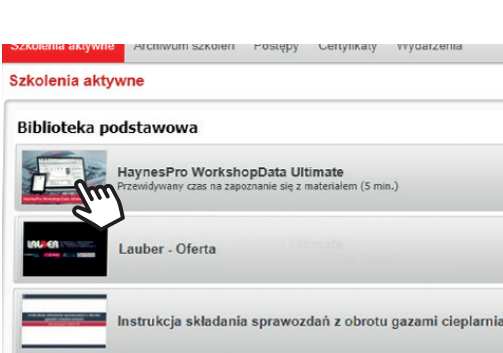 Szkolenia aktywne Archiwum szkoleń Postępy Certyfikaty Wydarzenia
Szkolenia aktywne
Biblioteka podstawowa
HaynesPro WorkshopData Ultimate
Przewidywany czas na zapoznanie się z materiałem (5 min.)
LAUBER
Lauber - Oferta
Instrukcja składania sprawozdań z obrotu gazami cieplarnia